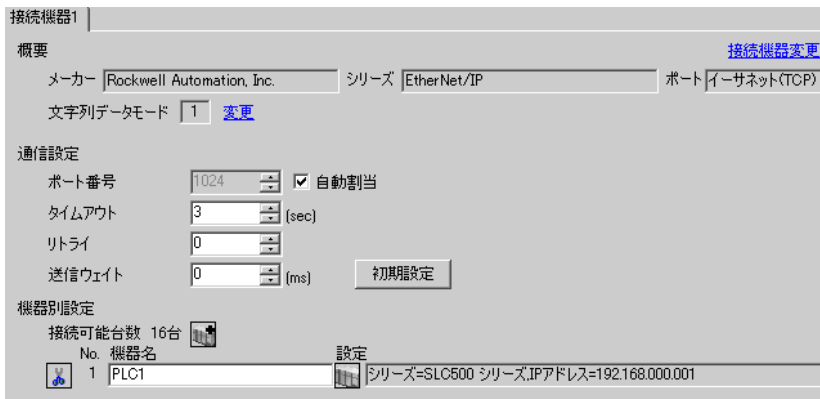 接続機器1
概要
接続機器変更
メーカー Rockwell Automation, Inc. シリーズ EtherNet/IP ポート イーサネット(TCP)
文字列データモード 1 変更
通信設定
ポート番号 1024 自動割当
タイムアウト 3 (sec)
リトライ 0
送信ウェイト 0 (ms) 初期設定
機器別設定
接続可能台数 16台
No. 機器名 設定
1 PLC1 シリーズ=SLC500 シリーズ,IPアドレス=192.168.000.001